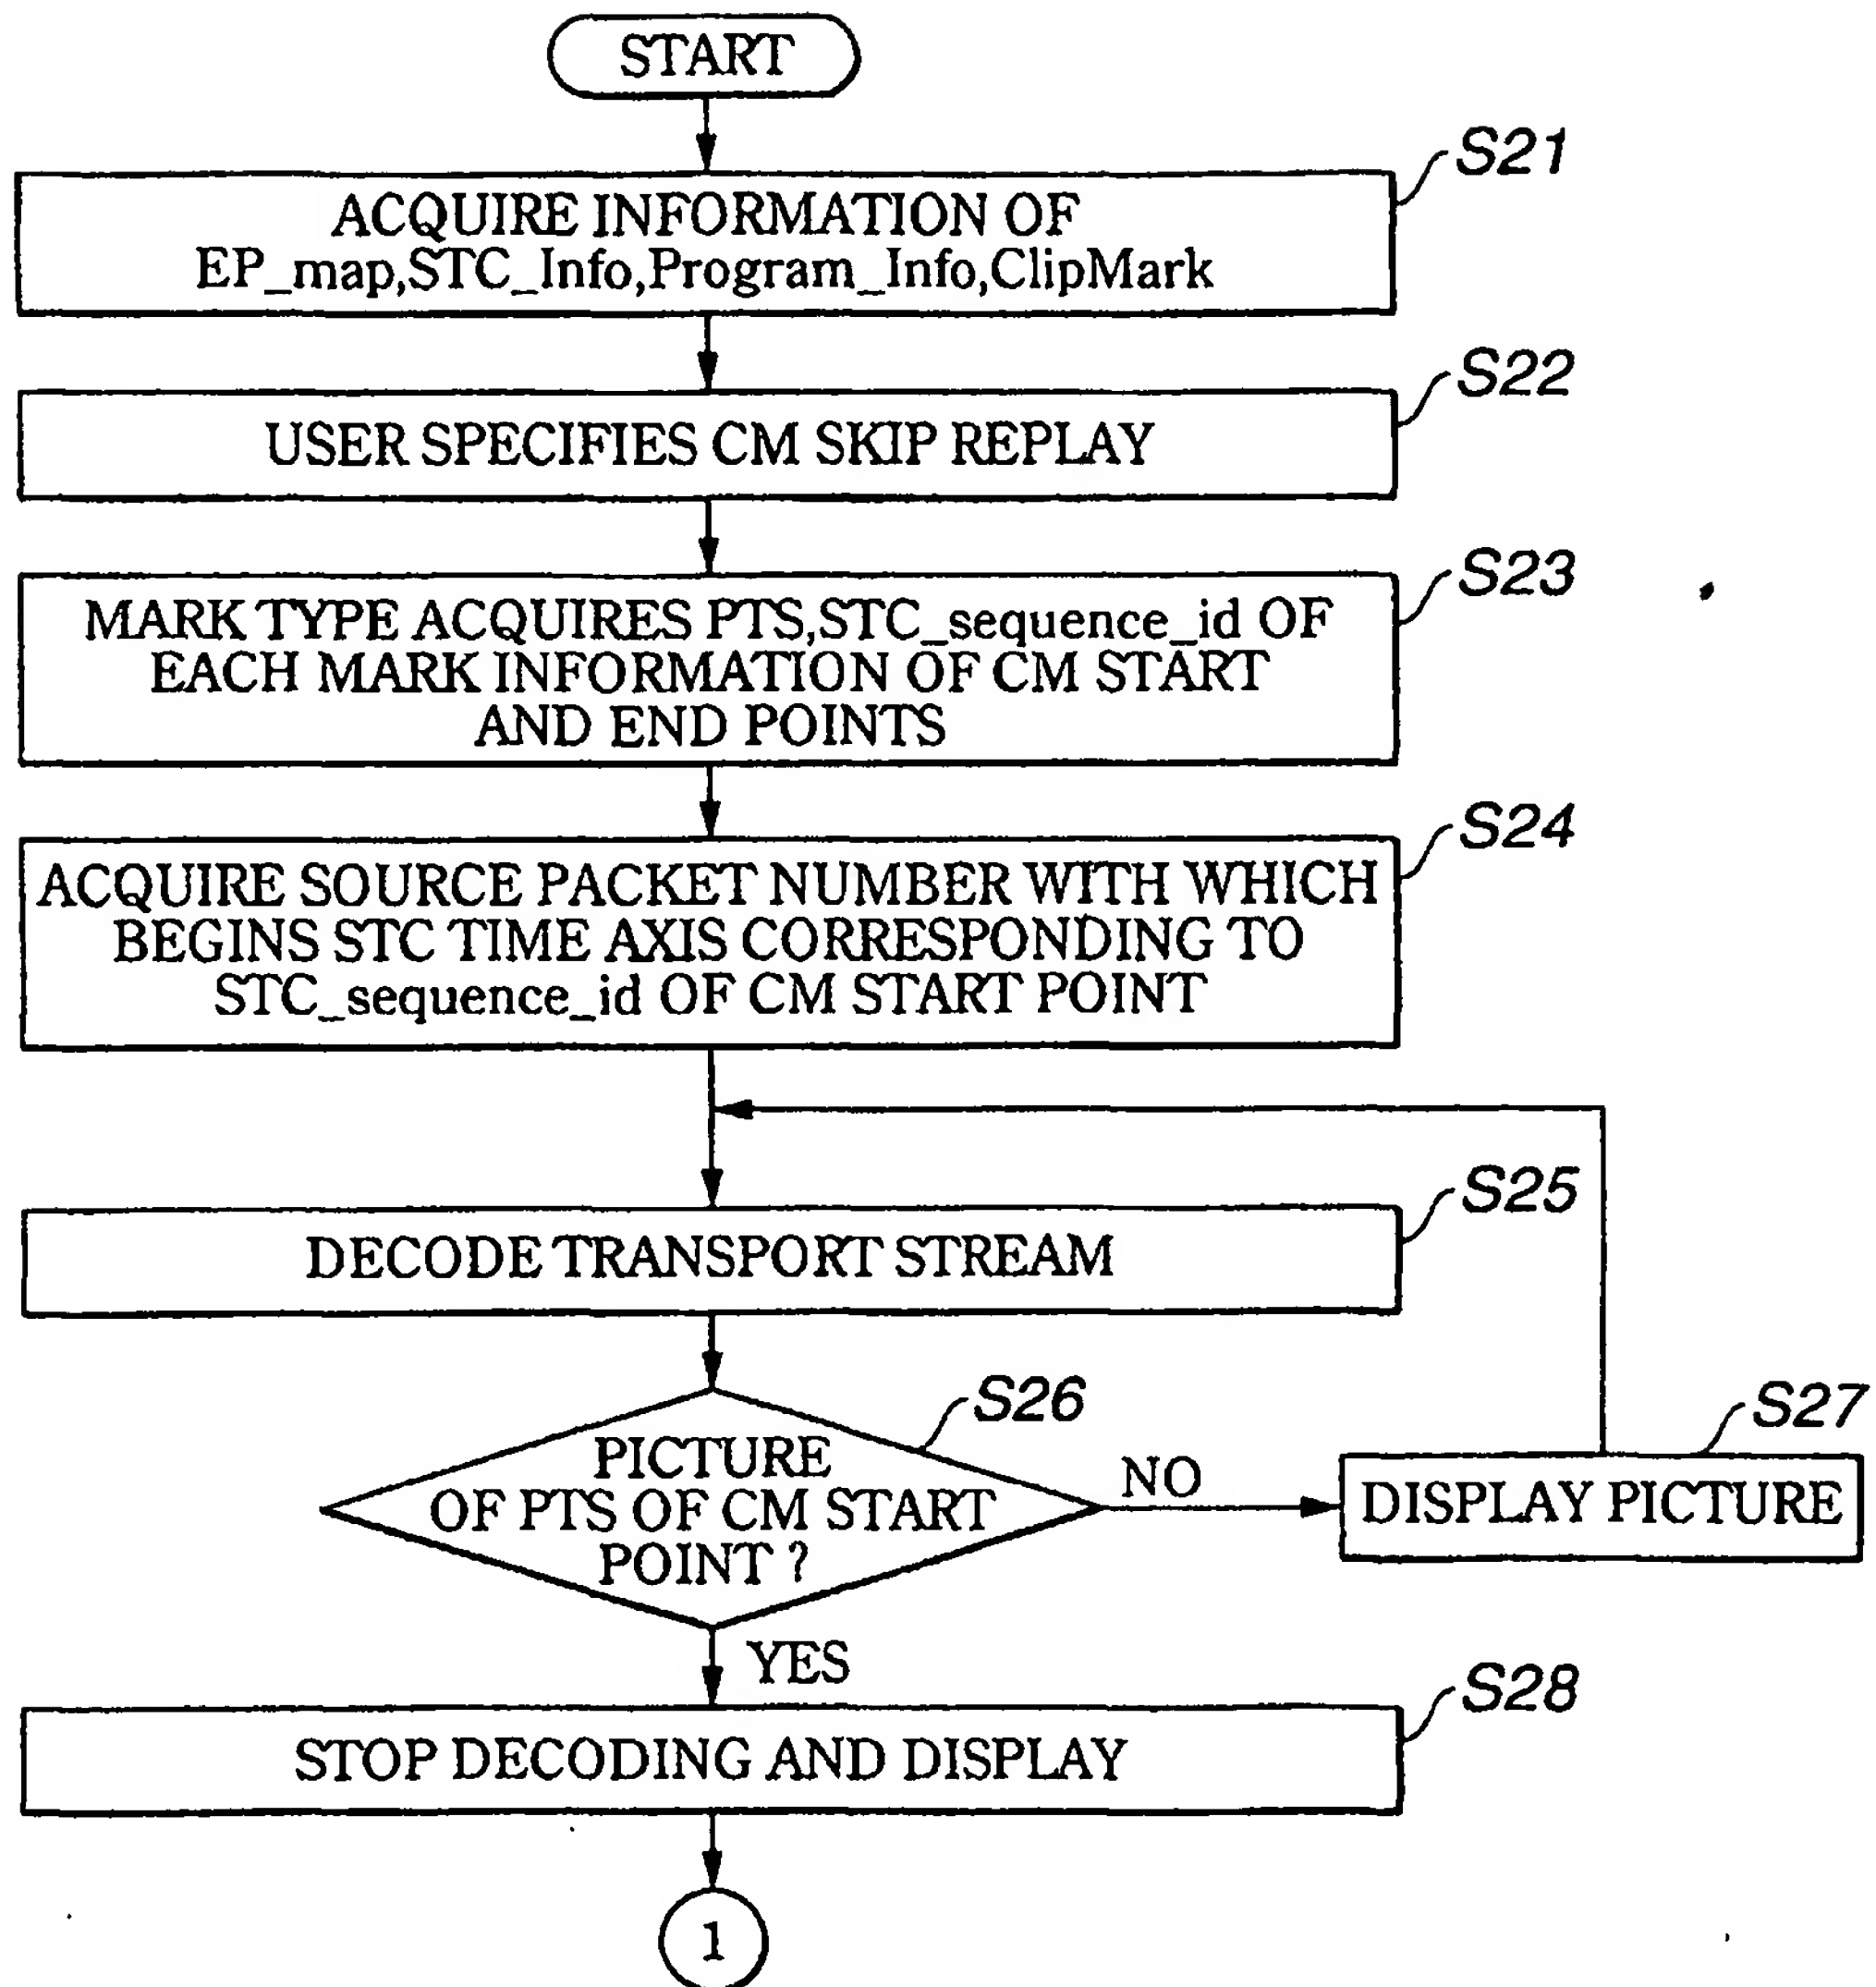 START
S21
ACQUIRE INFORMATION OF
EP_map,STC_Info,Program_Info,ClipMark
S22
USER SPECIFIES CM SKIP REPLAY
S23
MARK TYPE ACQUIRES PTS,STC_sequence_id OF
EACH MARK INFORMATION OF CM START
AND END POINTS
S24
ACQUIRE SOURCE PACKET NUMBER WITH WHICH
BEGINS STC TIME AXIS CORRESPONDING TO
STC_sequence_id OF CM START POINT
S25
DECODE TRANSPORT STREAM
S26
PICTURE
OF PTS OF CM START
POINT ?
NO
S27
DISPLAY PICTURE
YES
S28
STOP DECODING AND DISPLAY
1